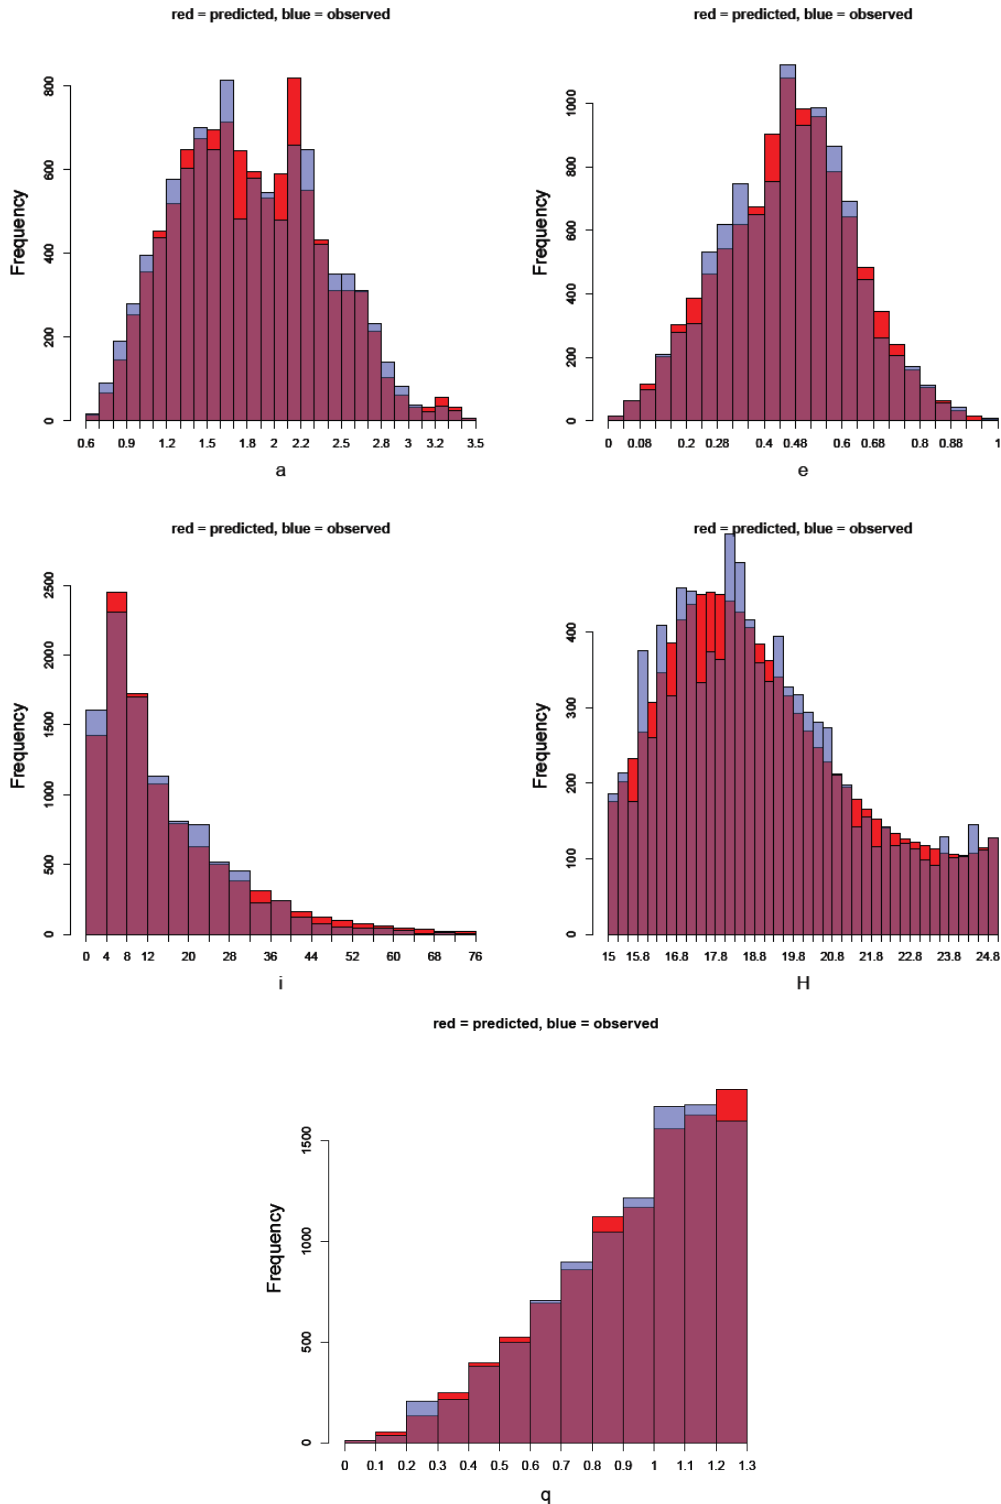 red = predicted, blue = observed
red = predicted, blue = observed
Frequency
0 200 400 600 800
0.6 0.9 1.2 1.5 1.8 2 2.2 2.5 2.8 3 3.2 3.5
a
Frequency
0 200 400 600 800 1000
0 0.08 0.2 0.28 0.4 0.48 0.6 0.68 0.8 0.88 1
e
red = predicted, blue = observed
red = predicted, blue = observed
Frequency
0 500 1000 1500 2000 2500
0 4 8 12 20 28 36 44 52 60 68 76
i
Frequency
0 100 200 300 400
15 15.8 16.8 17.8 18.8 19.8 20.8 21.8 22.8 23.8 24.8
H
red = predicted, blue = observed
Frequency
0 500 1000 1500
0 0.1 0.2 0.3 0.4 0.5 0.6 0.7 0.8 0.9 1 1.1 1.2 1.3
q